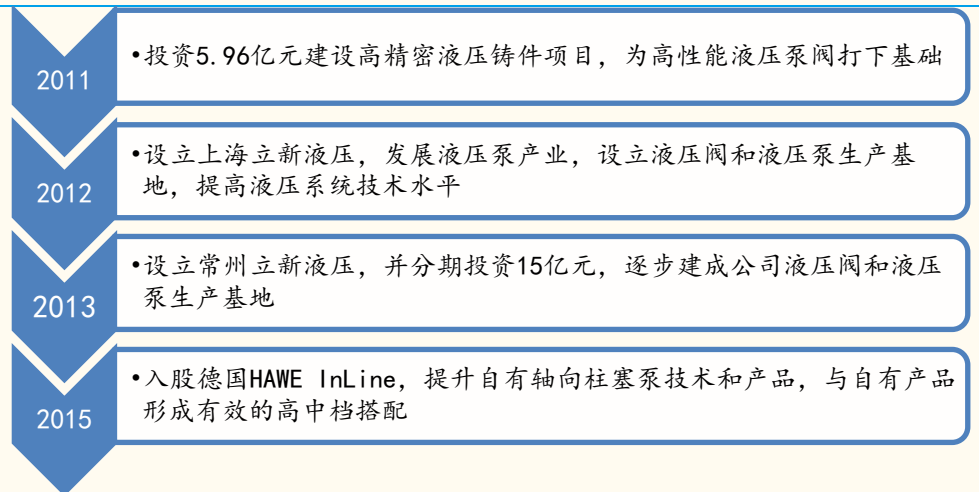 2011
•投资5.96亿元建设高精密液压铸件项目，为高性能液压泵阀打下基础
2012
•设立上海立新液压，发展液压泵产业，设立液压阀和液压泵生产基
地，提高液压系统技术水平
2013
•设立常州立新液压，并分期投资15亿元，逐步建成公司液压阀和液压
泵生产基地
2015
•入股德国HAWE InLine，提升自有轴向柱塞泵技术和产品，与自有产品
形成有效的高中档搭配